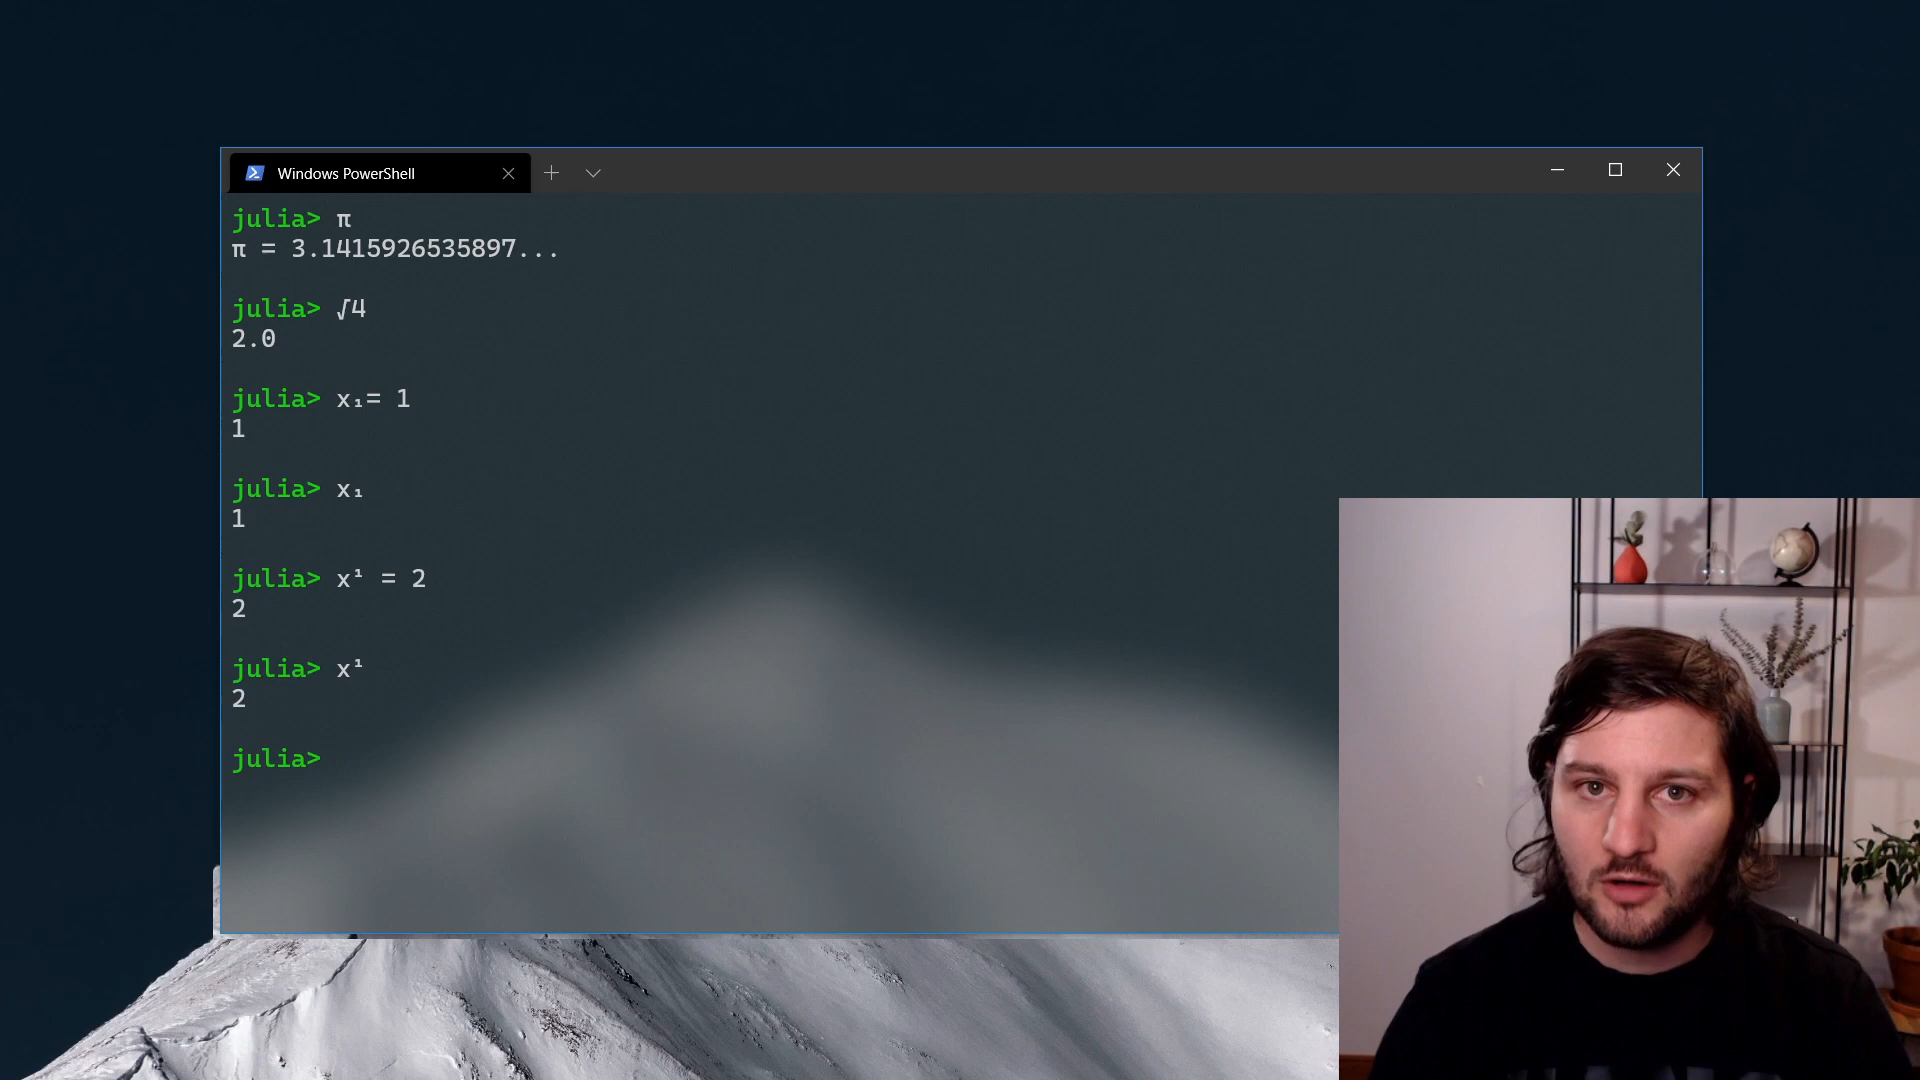 Windows PowerShell
julia> π
π = 3.1415926535897...
julia> √4
2.0
julia> x₁= 1
1
julia> x₁
1
julia> x¹ = 2
2
julia> x¹
2
julia>